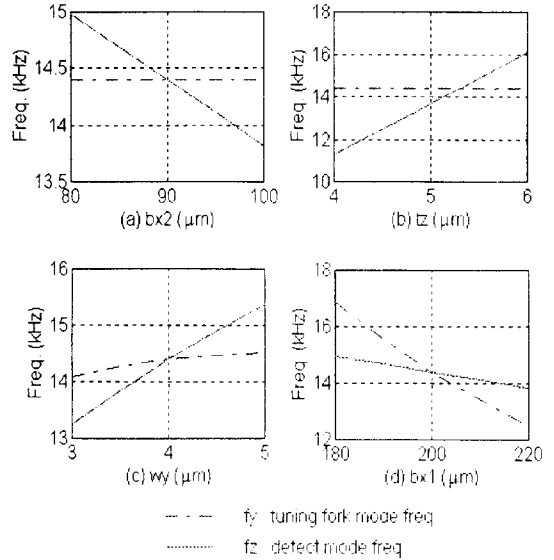 15
14.5
14
13.5
Freq. (kHz)
80
90
100
(a) bx2 (μm)
18
16
14
12
10
Freq. (kHz)
4
5
6
(b) tz (μm)
16
15
14
13
Freq. (kHz)
3
4
5
(c) wy (μm)
18
16
14
12
Freq. (kHz)
180
200
220
(d) bx1 (μm)
fy tuning fork mode freq
fz detect mode freq